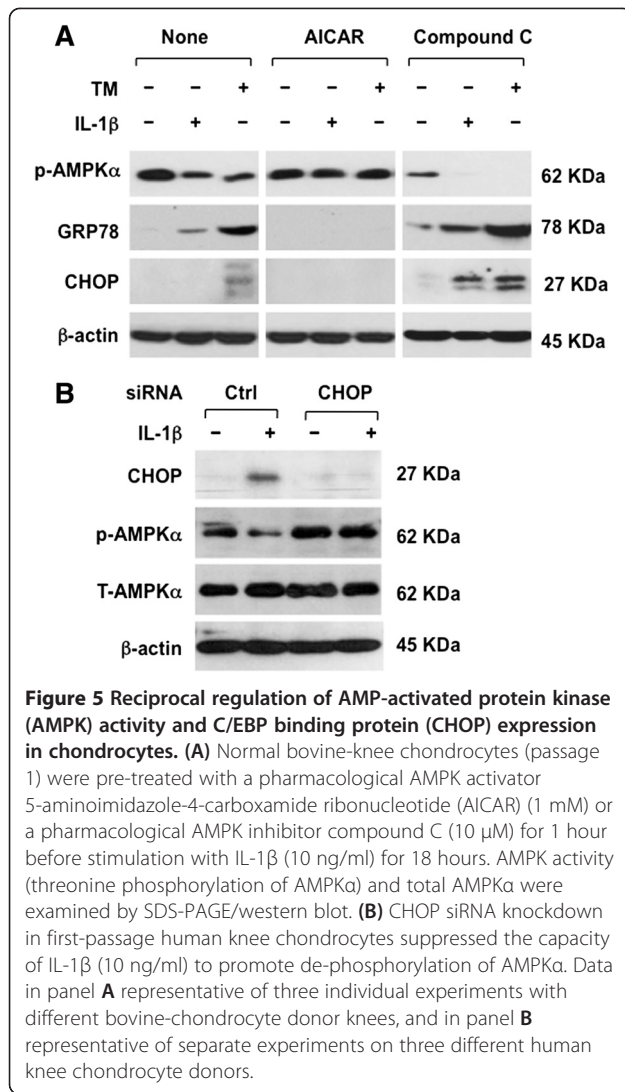 A
None AICAR Compound C
TM – – + – – + – – +
IL-1β – + – – + – – + –
p-AMPKα 62 KDa
GRP78 78 KDa
CHOP 27 KDa
β-actin 45 KDa
B
siRNA Ctrl CHOP
IL-1β – + – +
CHOP 27 KDa
p-AMPKα 62 KDa
T-AMPKα 62 KDa
β-actin 45 KDa
Figure 5 Reciprocal regulation of AMP-activated protein kinase
(AMPK) activity and C/EBP binding protein (CHOP) expression
in chondrocytes. (A) Normal bovine-knee chondrocytes (passage
1) were pre-treated with a pharmacological AMPK activator
5-aminoimidazole-4-carboxamide ribonucleotide (AICAR) (1 mM) or
a pharmacological AMPK inhibitor compound C (10 μM) for 1 hour
before stimulation with IL-1β (10 ng/ml) for 18 hours. AMPK activity
(threonine phosphorylation of AMPKα) and total AMPKα were
examined by SDS-PAGE/western blot. (B) CHOP siRNA knockdown
in first-passage human knee chondrocytes suppressed the capacity
of IL-1β (10 ng/ml) to promote de-phosphorylation of AMPKα. Data
in panel A representative of three individual experiments with
different bovine-chondrocyte donor knees, and in panel B
representative of separate experiments on three different human
knee chondrocyte donors.